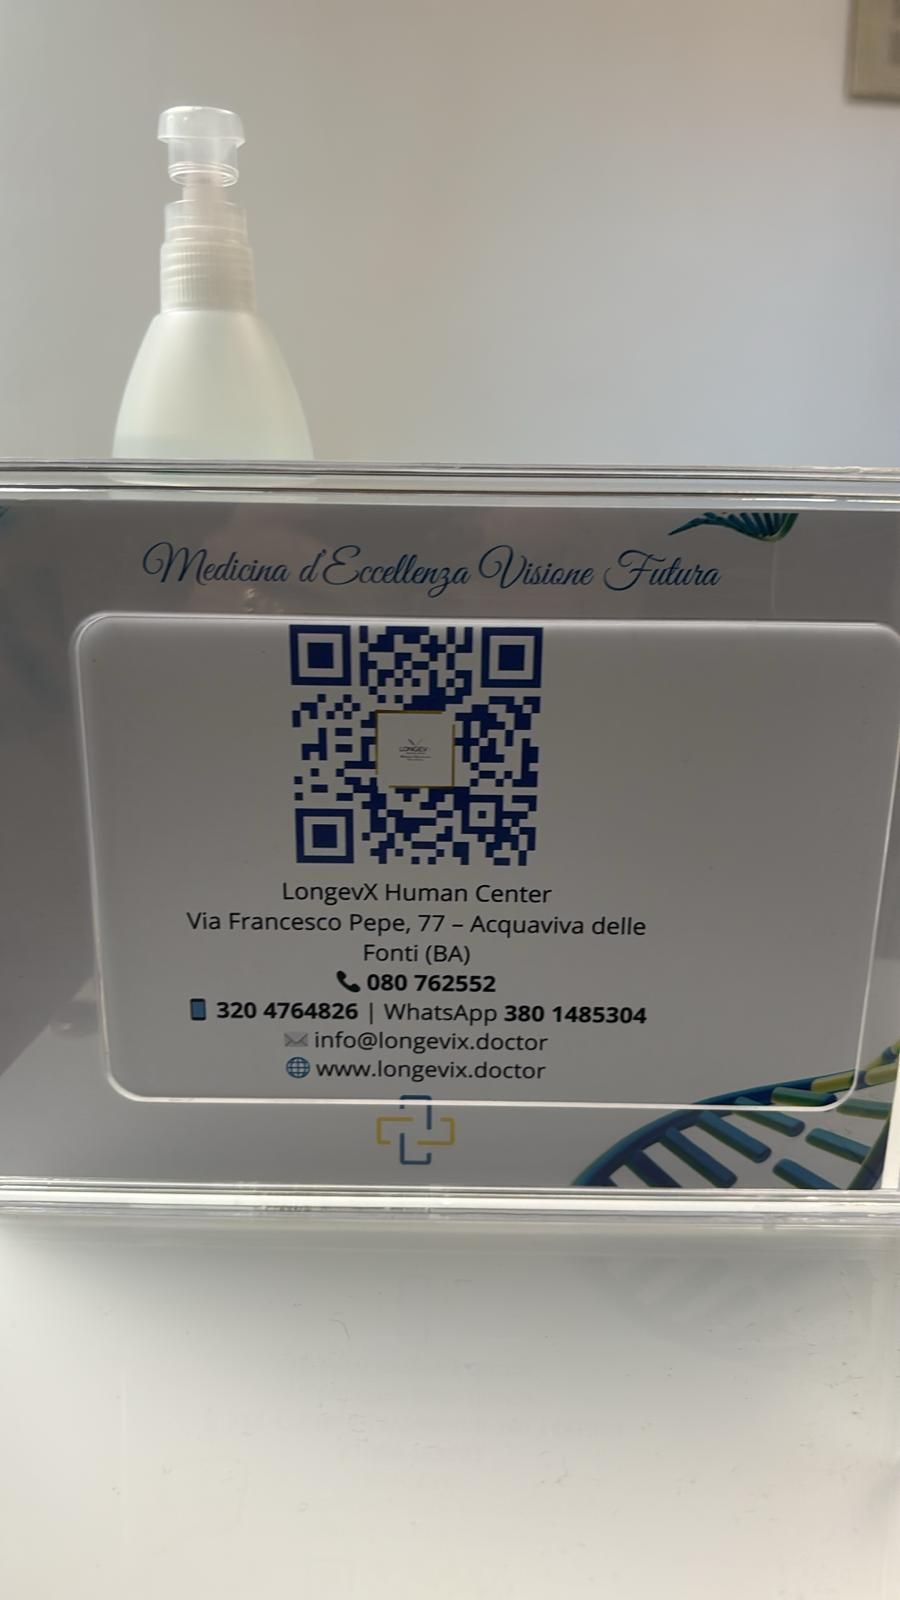 Medicina d'Eccellenza Visione Futura
LONGEV
LongevX Human Center
Via Francesco Pepe, 77 – Acquaviva delle
Fonti (BA)
📞 080 762552
📱 320 4764826 | WhatsApp 380 1485304
✉ info@longevix.doctor
🌐 www.longevix.doctor